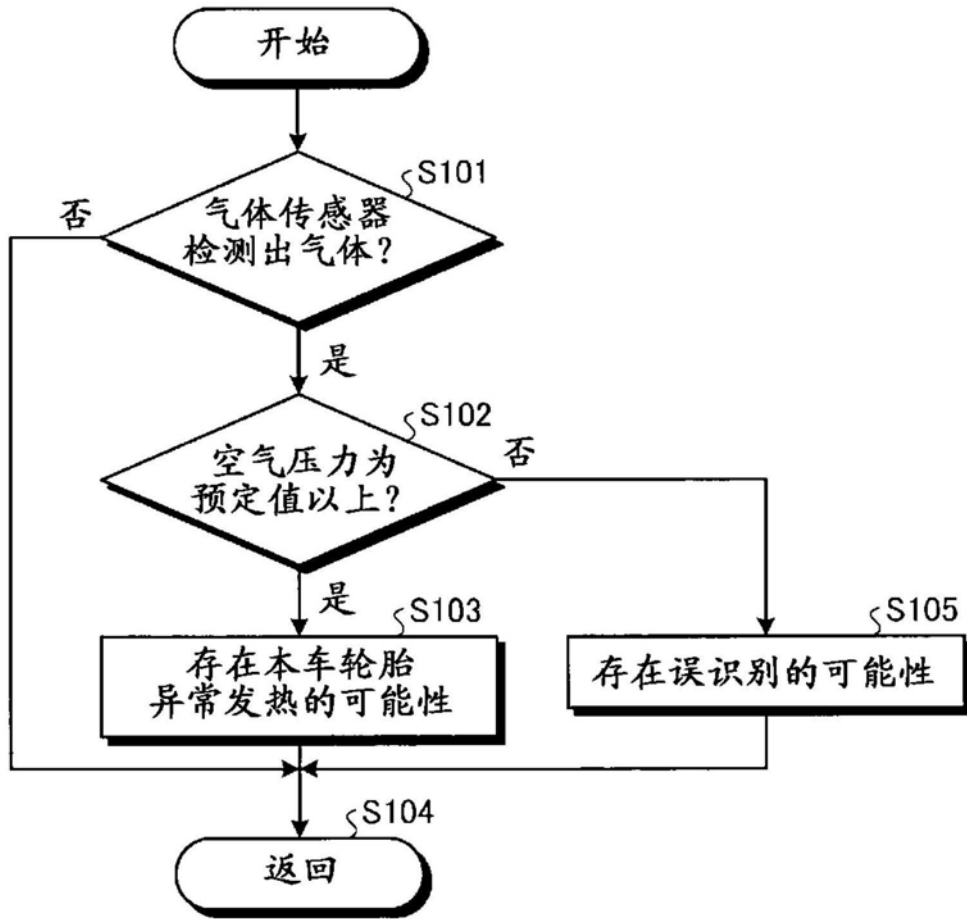 开始
S101
否
气体传感器
检测出气体?
是
S102
否
空气压力为
预定值以上?
是
S103
S105
存在本车轮胎
异常发热的可能性
存在误识别的可能性
S104
返回